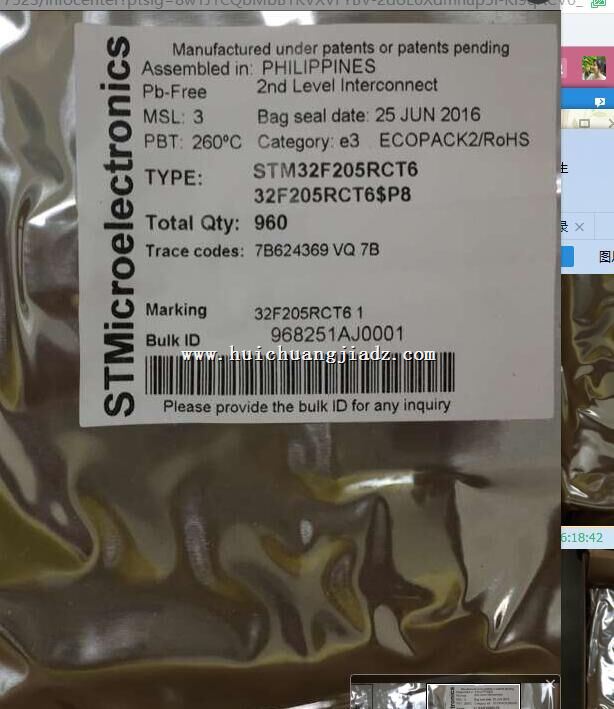 Manufactured under patents or patents pending
Assembled in: PHILIPPINES
Pb-Free 2nd Level Interconnect
MSL: 3 Bag seal date: 25 JUN 2016
PBT: 260ºC Category: e3 ECOPACK2/RoHS
TYPE: STM32F205RCT6
32F205RCT6$P8
Total Qty: 960
Trace codes: 7B624369 VQ 7B
Marking 32F205RCT6 1
Bulk ID 968251AJ0001
www.huichuangjiadz.com
Please provide the bulk ID for any inquiry
STMicroelectronics
6:18:42